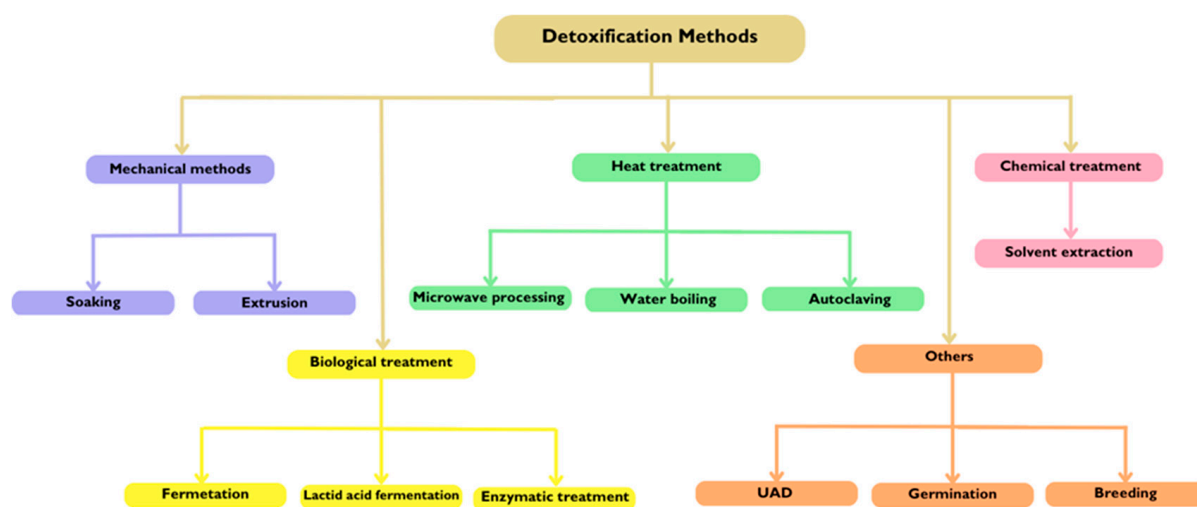 Detoxification Methods
Mechanical methods
Heat treatment
Chemical treatment
Soaking
Extrusion
Microwave processing
Water boiling
Autoclaving
Solvent extraction
Biological treatment
Others
Fermetation
Lactid acid fermentation
Enzymatic treatment
UAD
Germination
Breeding